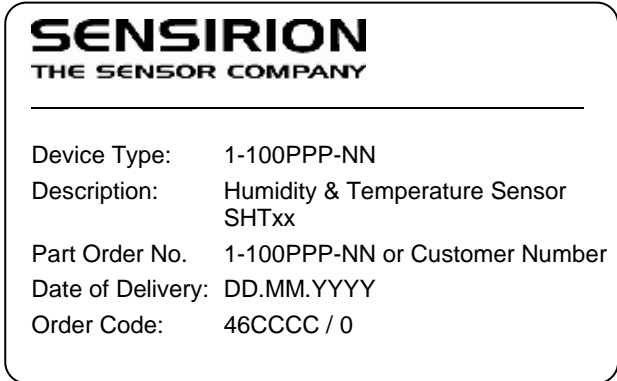 SENSIRION
THE SENSOR COMPANY
Device Type: 1-100PPP-NN
Description: Humidity & Temperature Sensor
SHTxx
Part Order No. 1-100PPP-NN or Customer Number
Date of Delivery: DD.MM.YYYY
Order Code: 46CCCC / 0